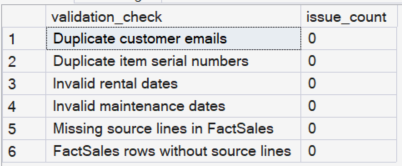 validation_check issue_count
1 Duplicate customer emails 0
2 Duplicate item serial numbers 0
3 Invalid rental dates 0
4 Invalid maintenance dates 0
5 Missing source lines in FactSales 0
6 FactSales rows without source lines 0